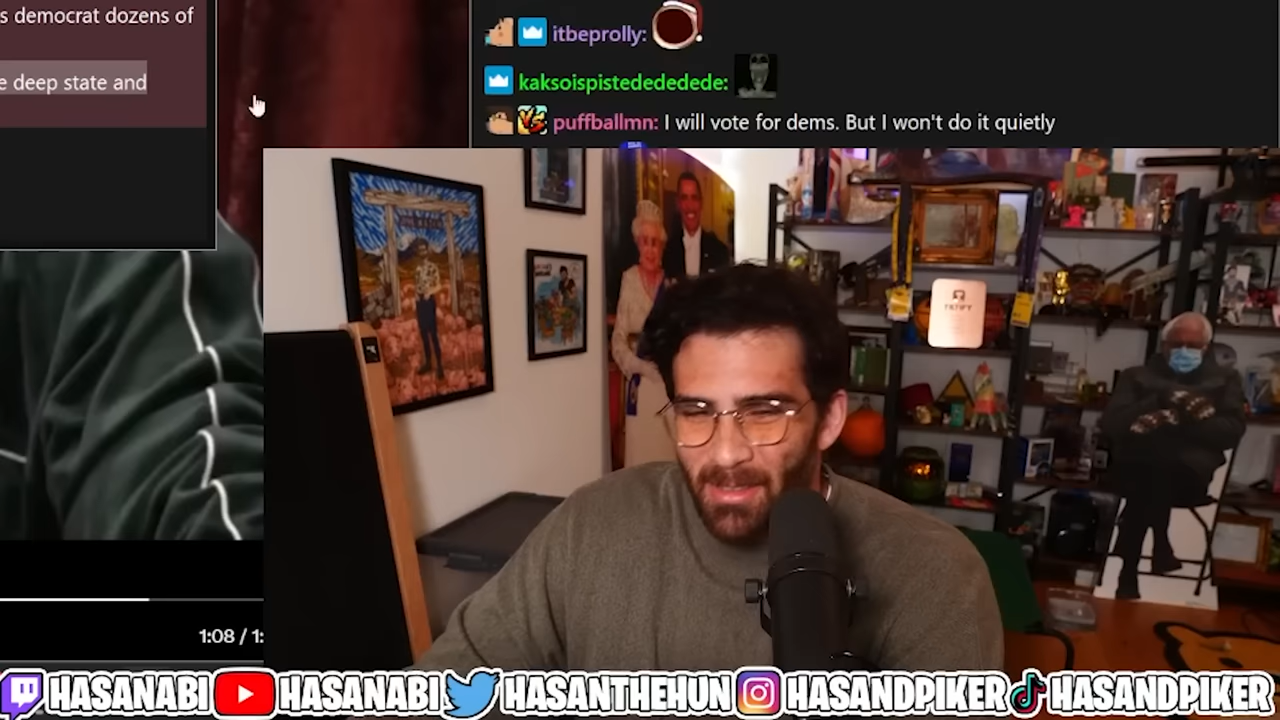 s democrat dozens of
e deep state and
itbeprolly:
kaksoispistedededede:
puffballmn: I will vote for dems. But I won't do it quietly
1:08 / 1:
HASANABI HASANABI HASANTHEHUN HASANDPIKER HASANDPIKER